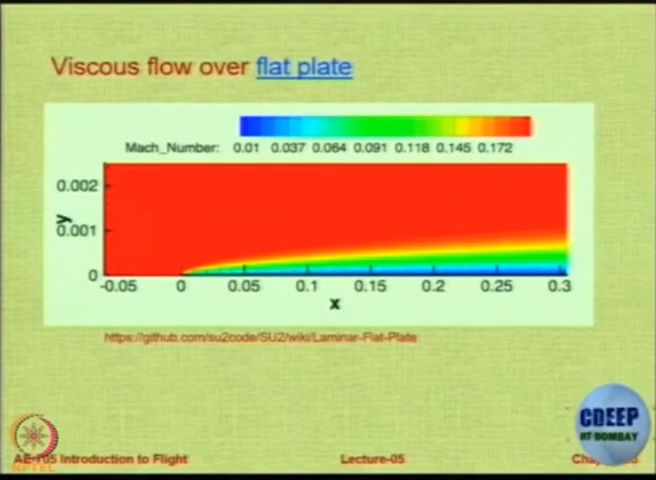 Viscous flow over flat plate
Mach_Number: 0.01 0.037 0.064 0.091 0.118 0.145 0.172
0.002
y
0.001
0
-0.05 0 0.05 0.1 0.15 0.2 0.25 0.3
x
https://github.com/su2code/SU2/wiki/Laminar-Flat-Plate
CDEEP
IIT BOMBAY
Introduction to Flight
Lecture-05
NPTEL